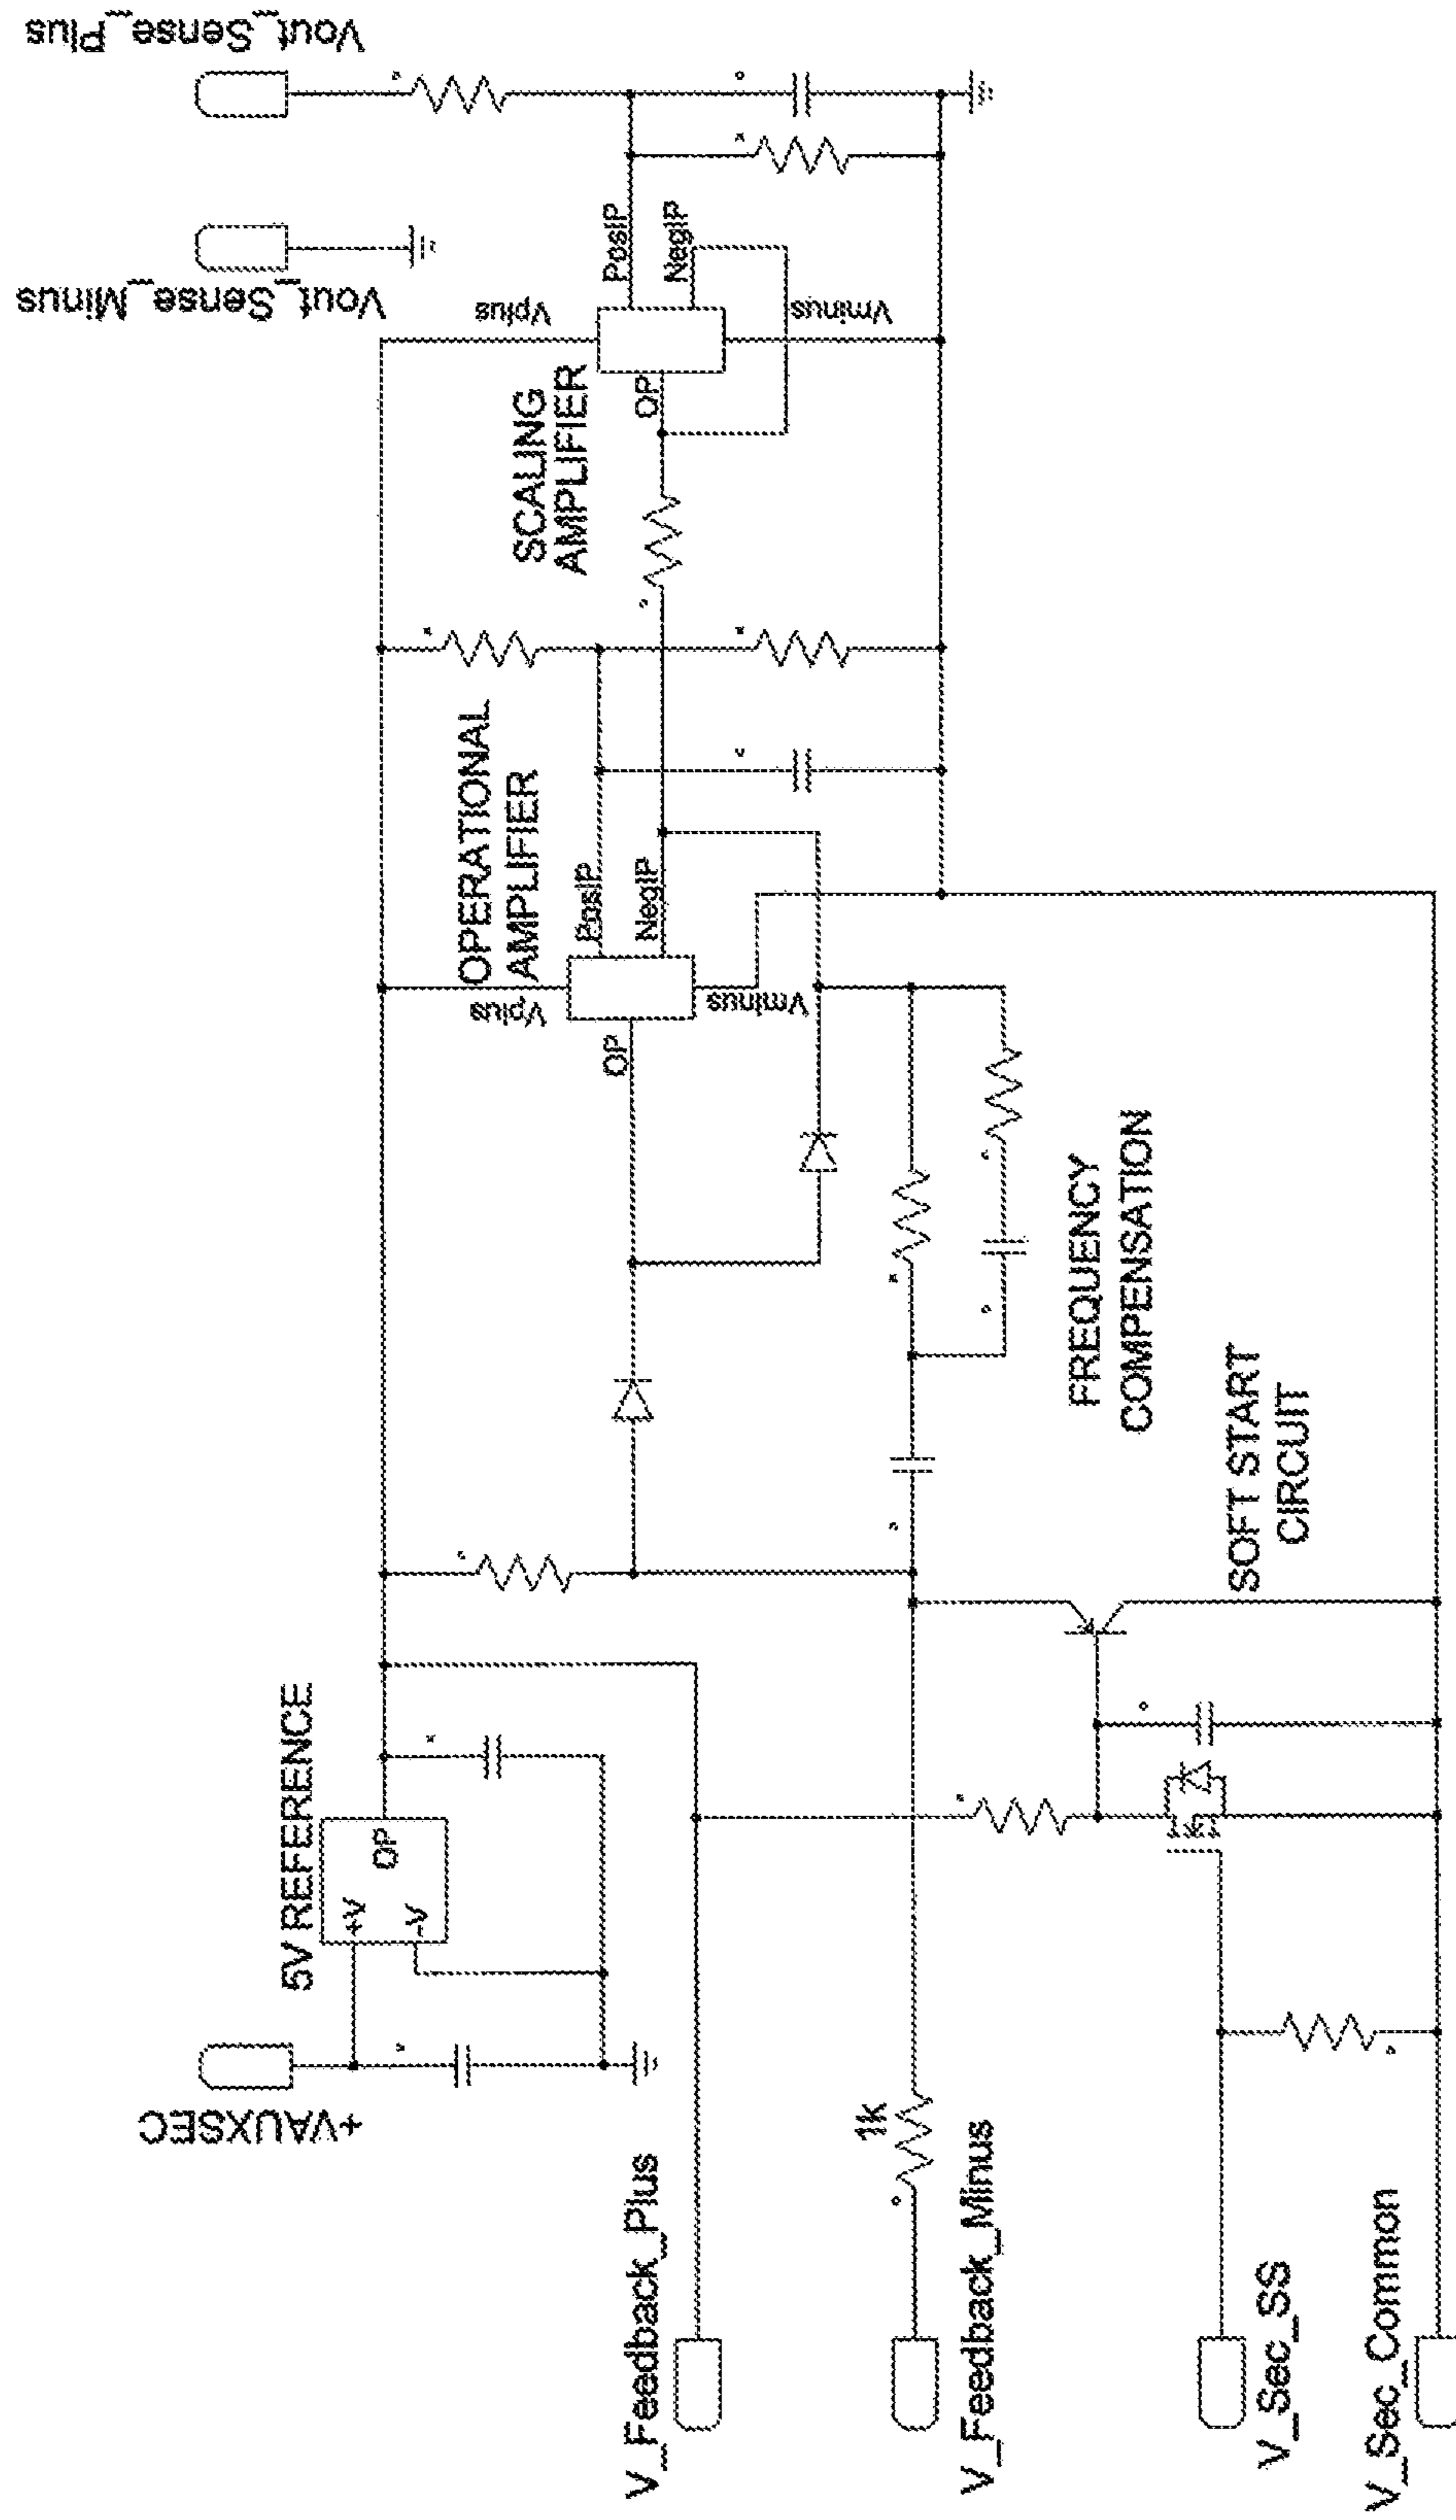 Vout_Sense_Plus
Vout_Sense_Minus
Vplus
PosIP
NegIP
Vminus
OP
SCALING
AMPLIFIER
OPERATIONAL
AMPLIFIER
Vplus
PosIP
NegIP
Vminus
OP
FREQUENCY
COMPENSATION
SOFT START
CIRCUIT
5V REFERENCE
+V
-V
OP
+VAUXSEC
V_Feedback_Plus
1k
V_Feedback_Minus
V_Sec_SS
V_Sec_Common